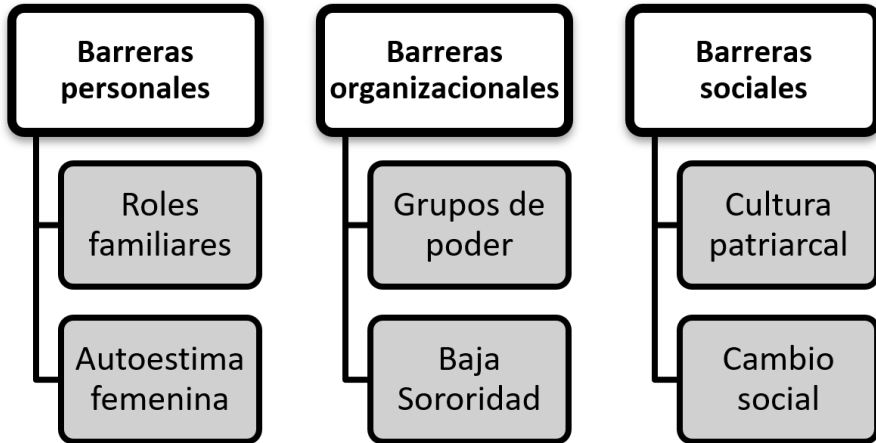 Barreras
personales
Roles
familiares
Autoestima
femenina
Barreras
organizacionales
Grupos de
poder
Baja
Sororidad
Barreras
sociales
Cultura
patriarcal
Cambio
social